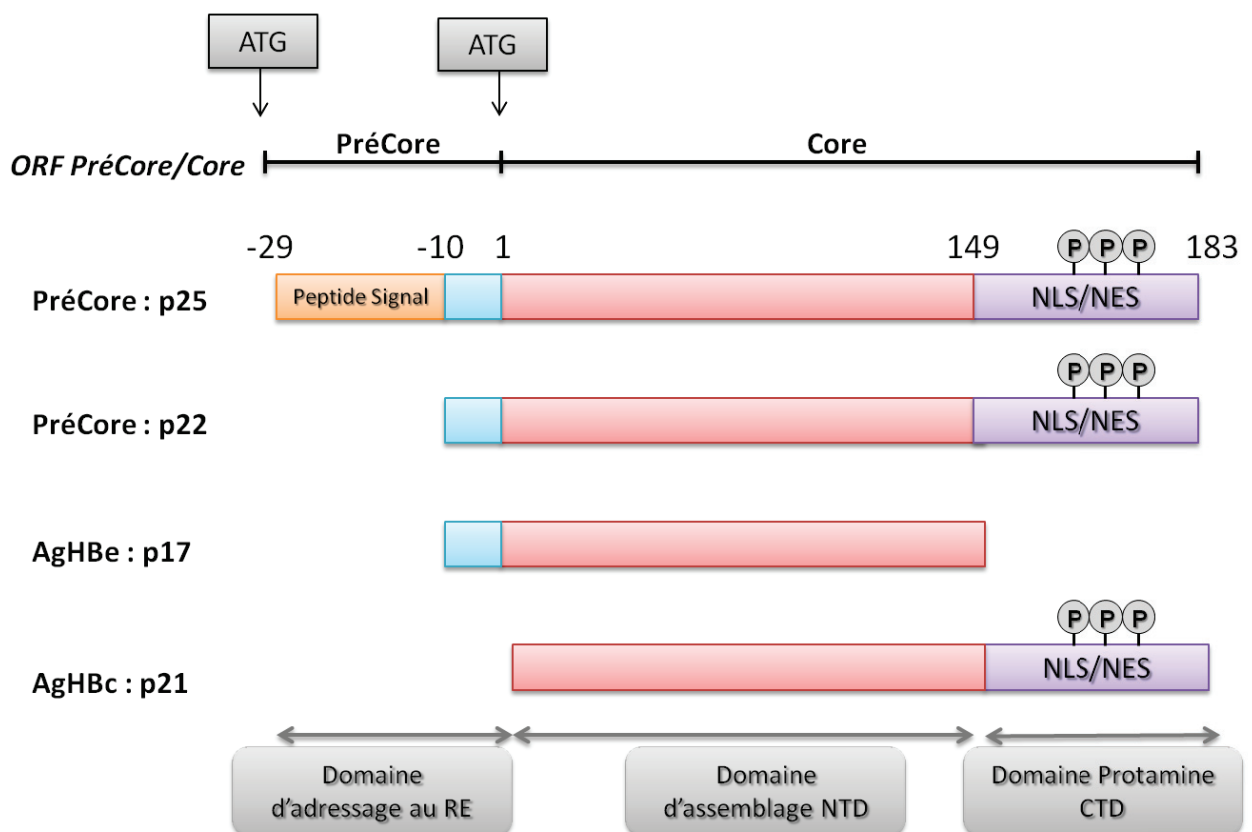 ATG
ATG
ORF PréCore/Core
PréCore
Core
-29
-10
1
149
P P P
183
PréCore : p25
Peptide Signal
NLS/NES
P P P
PréCore : p22
NLS/NES
AgHBe : p17
P P P
AgHBc : p21
NLS/NES
Domaine
d'adressage au RE
Domaine
d'assemblage NTD
Domaine Protamine
CTD